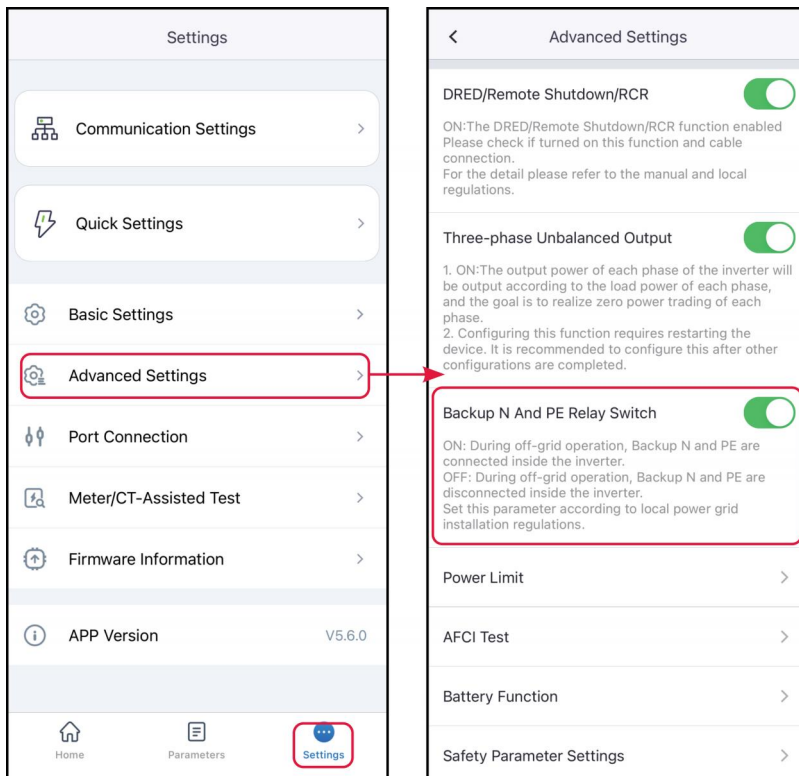 Settings
Communication Settings
Quick Settings
Basic Settings
Advanced Settings
Port Connection
Meter/CT-Assisted Test
Firmware Information
APP Version
V5.6.0
Home
Parameters
Settings
Advanced Settings
DRED/Remote Shutdown/RCR
ON:The DRED/Remote Shutdown/RCR function enabled
Please check if turned on this function and cable
connection.
For the detail please refer to the manual and local
regulations.
Three-phase Unbalanced Output
1. ON:The output power of each phase of the inverter will
be output according to the load power of each phase,
and the goal is to realize zero power trading of each
phase.
2. Configuring this function requires restarting the
device. It is recommended to configure this after other
configurations are completed.
Backup N And PE Relay Switch
ON: During off-grid operation, Backup N and PE are
connected inside the inverter.
OFF: During off-grid operation, Backup N and PE are
disconnected inside the inverter.
Set this parameter according to local power grid
installation regulations.
Power Limit
AFCI Test
Battery Function
Safety Parameter Settings